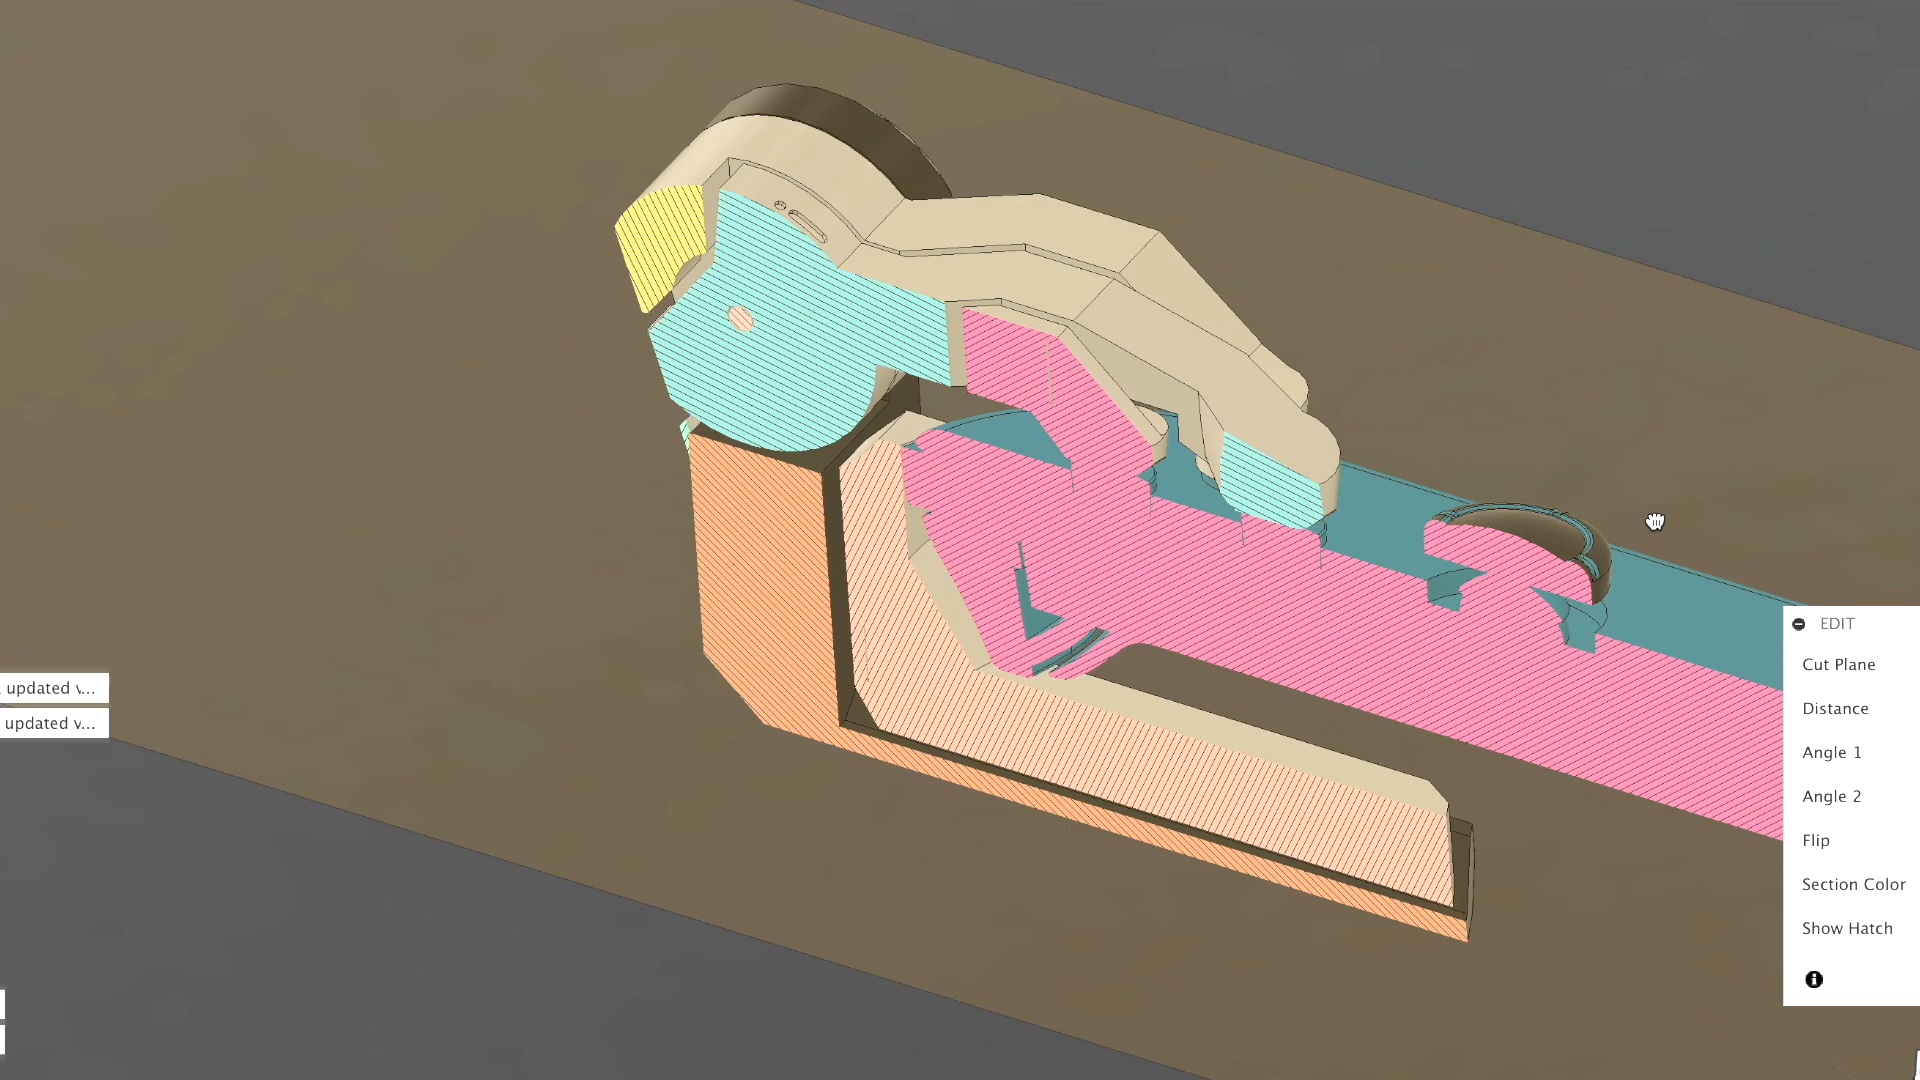 updated v...
updated v...
EDIT
Cut Plane
Distance
Angle 1
Angle 2
Flip
Section Color
Show Hatch